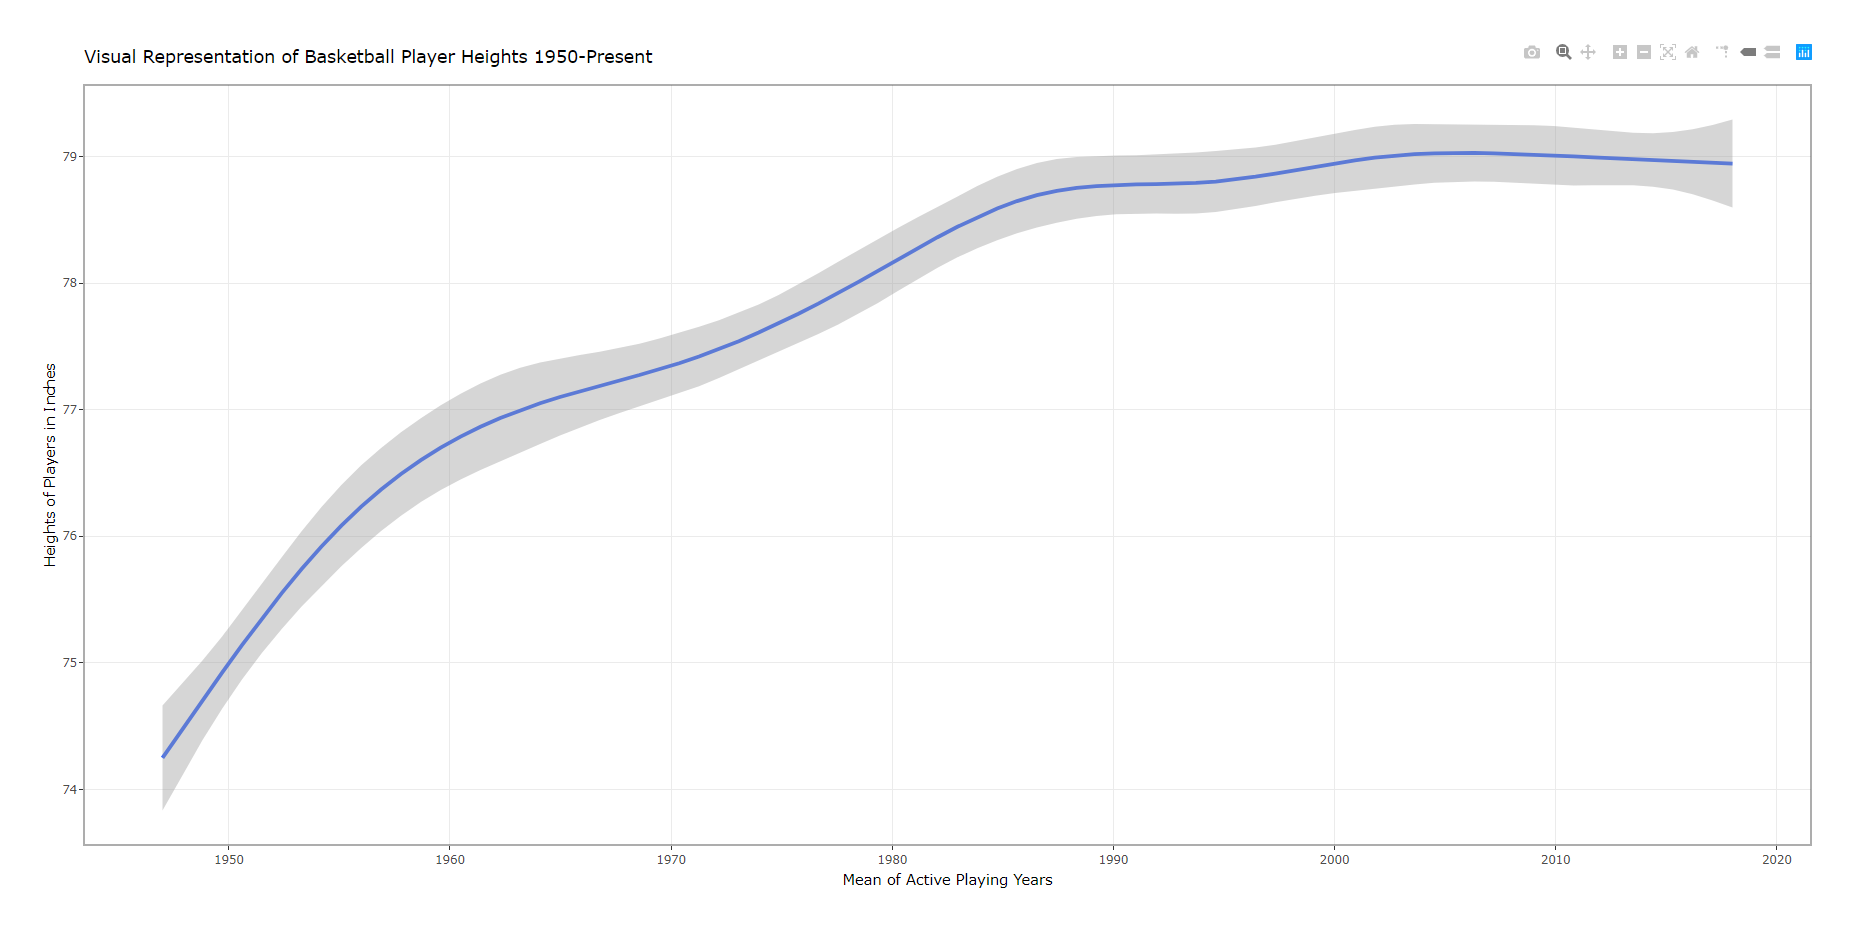 Visual Representation of Basketball Player Heights 1950-Present
79
78
77
76
75
74
Heights of Players in Inches
1950 1960 1970 1980 1990 2000 2010 2020
Mean of Active Playing Years